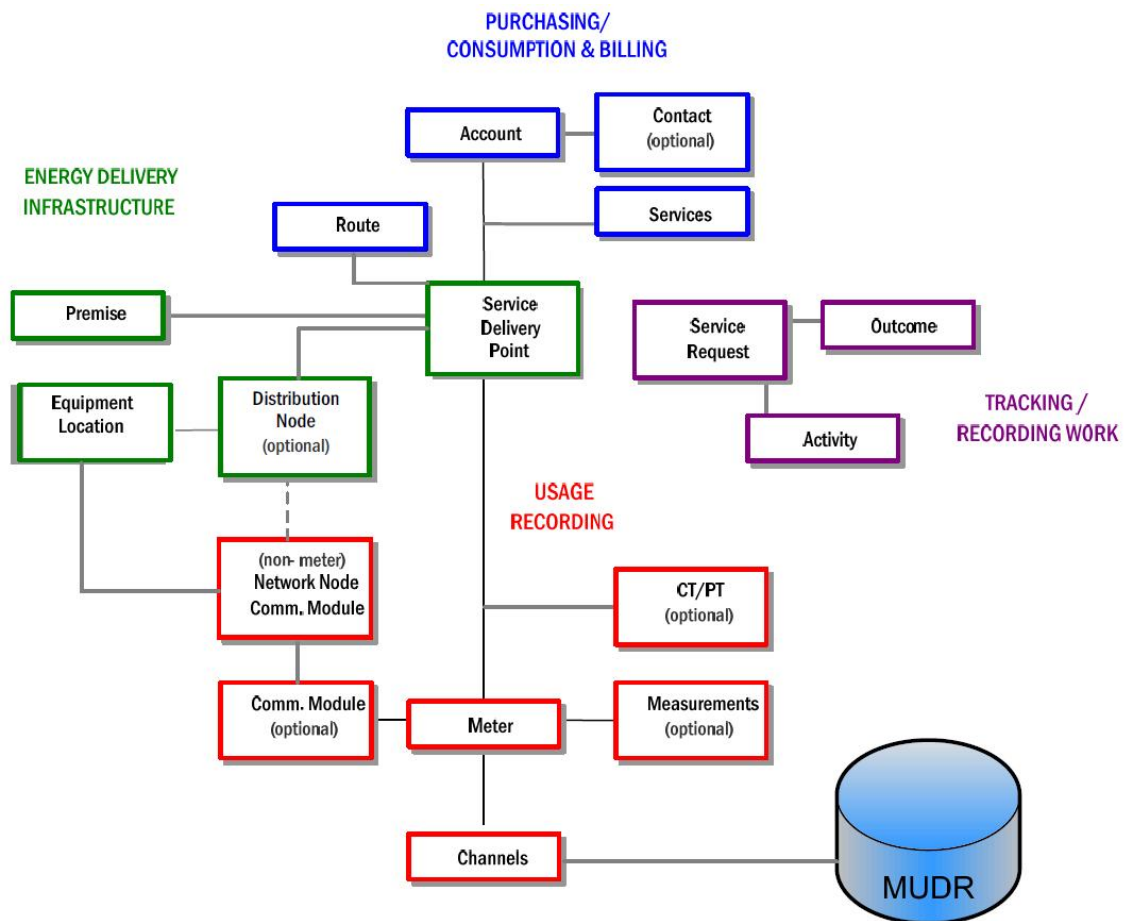 PURCHASING/
CONSUMPTION & BILLING
Account
Contact
(optional)
ENERGY DELIVERY
INFRASTRUCTURE
Route
Services
Premise
Service
Delivery
Point
Service
Request
Outcome
Equipment
Location
Distribution
Node
(optional)
Activity
TRACKING /
RECORDING WORK
USAGE
RECORDING
(non- meter)
Network Node
Comm. Module
CT/PT
(optional)
Comm. Module
(optional)
Meter
Measurements
(optional)
Channels
MUDR